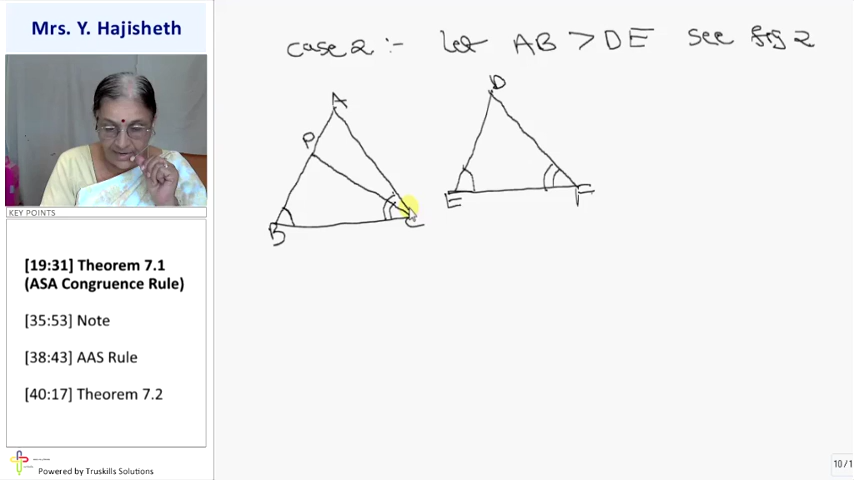 Mrs. Y. Hajisheth
case 2 :- Let AB > DE see fig 2
A
D
P
KEY POINTS
E
F
B
C
[19:31] Theorem 7.1
(ASA Congruence Rule)
[35:53] Note
[38:43] AAS Rule
[40:17] Theorem 7.2
Powered by Truskills Solutions
10/1